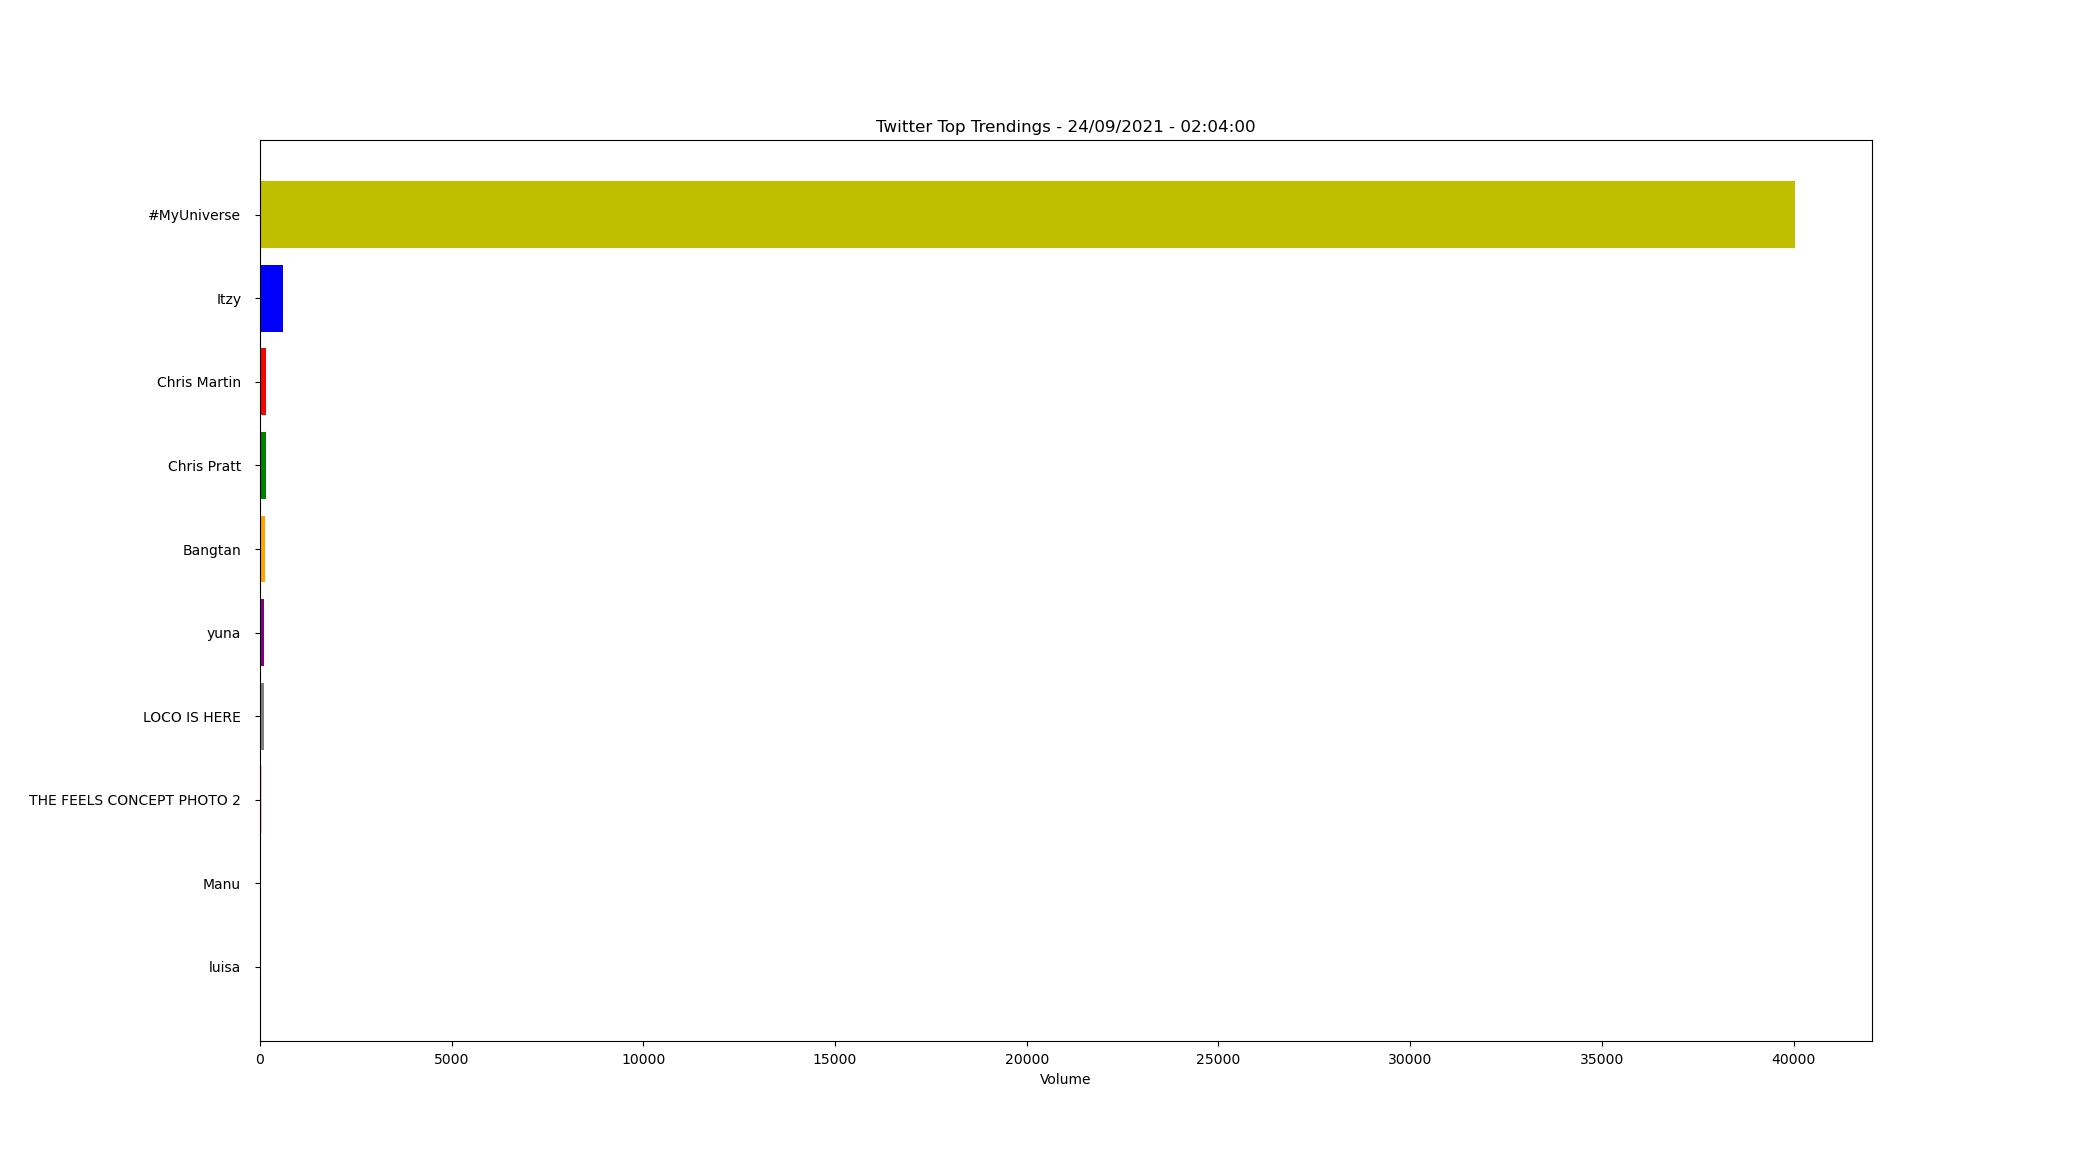 Twitter Top Trendings - 24/09/2021 - 02:04:00
#MyUniverse
Itzy
Chris Martin
Chris Pratt
Bangtan
yuna
LOCO IS HERE
THE FEELS CONCEPT PHOTO 2
Manu
luisa
0 5000 10000 15000 20000 25000 30000 35000 40000
Volume